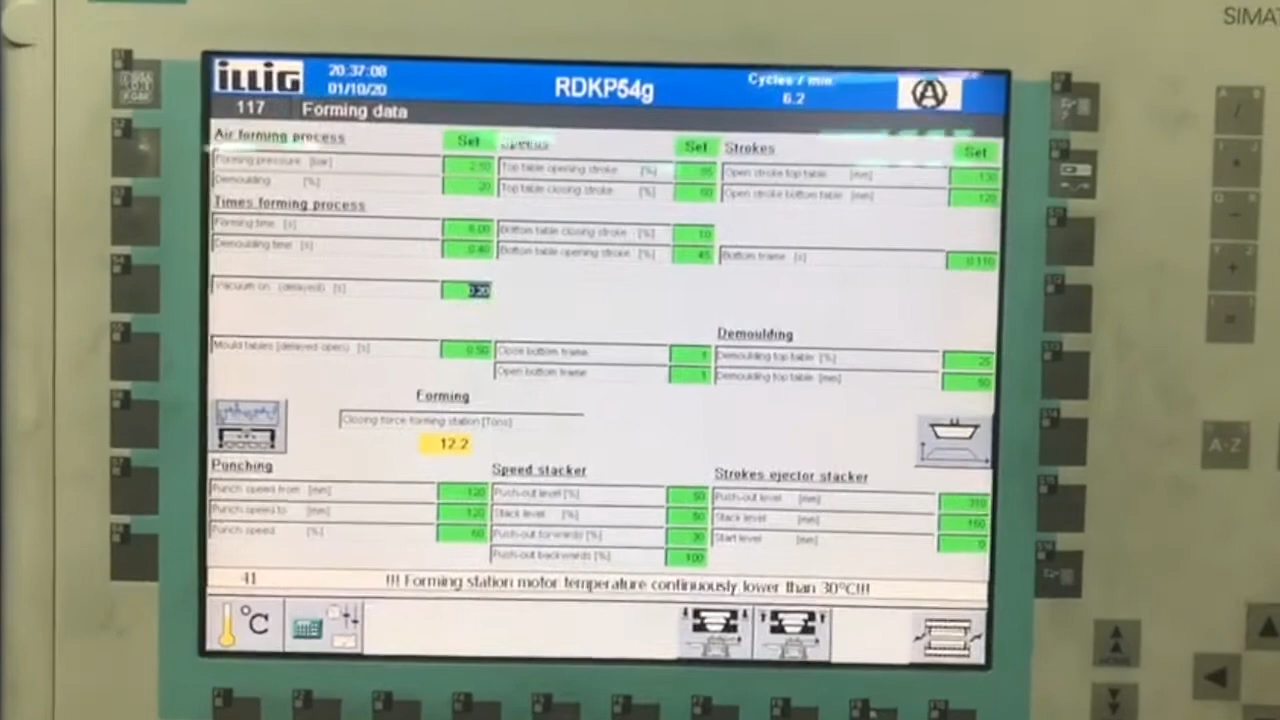 SIMAT
ILLIG
20:37:08
01/10/20
RDKP54g
Cycles / min.
6.2
117 Forming data
Air forming process Set Set Strokes Set
Forming pressure [bar] 2.50 Top table opening stroke [%] Open stroke top table [mm] 130
Demoulding [%] 20 Top table closing stroke [%] Open stroke bottom table [mm] 120
Times forming process
Forming time [s] Bottom table closing stroke [%] 10
Demoulding time [s] 0.40 Bottom table opening stroke [%] 45 Bottom frame [s] 0.110
Vacuum on (delayed) [s] 0.20
Demoulding
Mould tables (delayed open) [s] 0.50 Close bottom frame 1 Demoulding top table [%] 25
Open bottom frame 1 Demoulding top table [mm] 50
Forming
Closing force forming station [Tons]
12.2
Punching Speed stacker Strokes ejector stacker
Punch speed from [mm] 120 Push-out level [%] 50 Push-out level [mm] 310
Punch speed to [mm] 120 Stack level [%] Stack level [mm] 160
Punch speed [%] 60 Push-out forwards [%] 30 Start level [mm] 0
Push-out backwards [%] 100
41 !!! Forming station motor temperature continuously lower than 30°C!!!
°C
A-Z